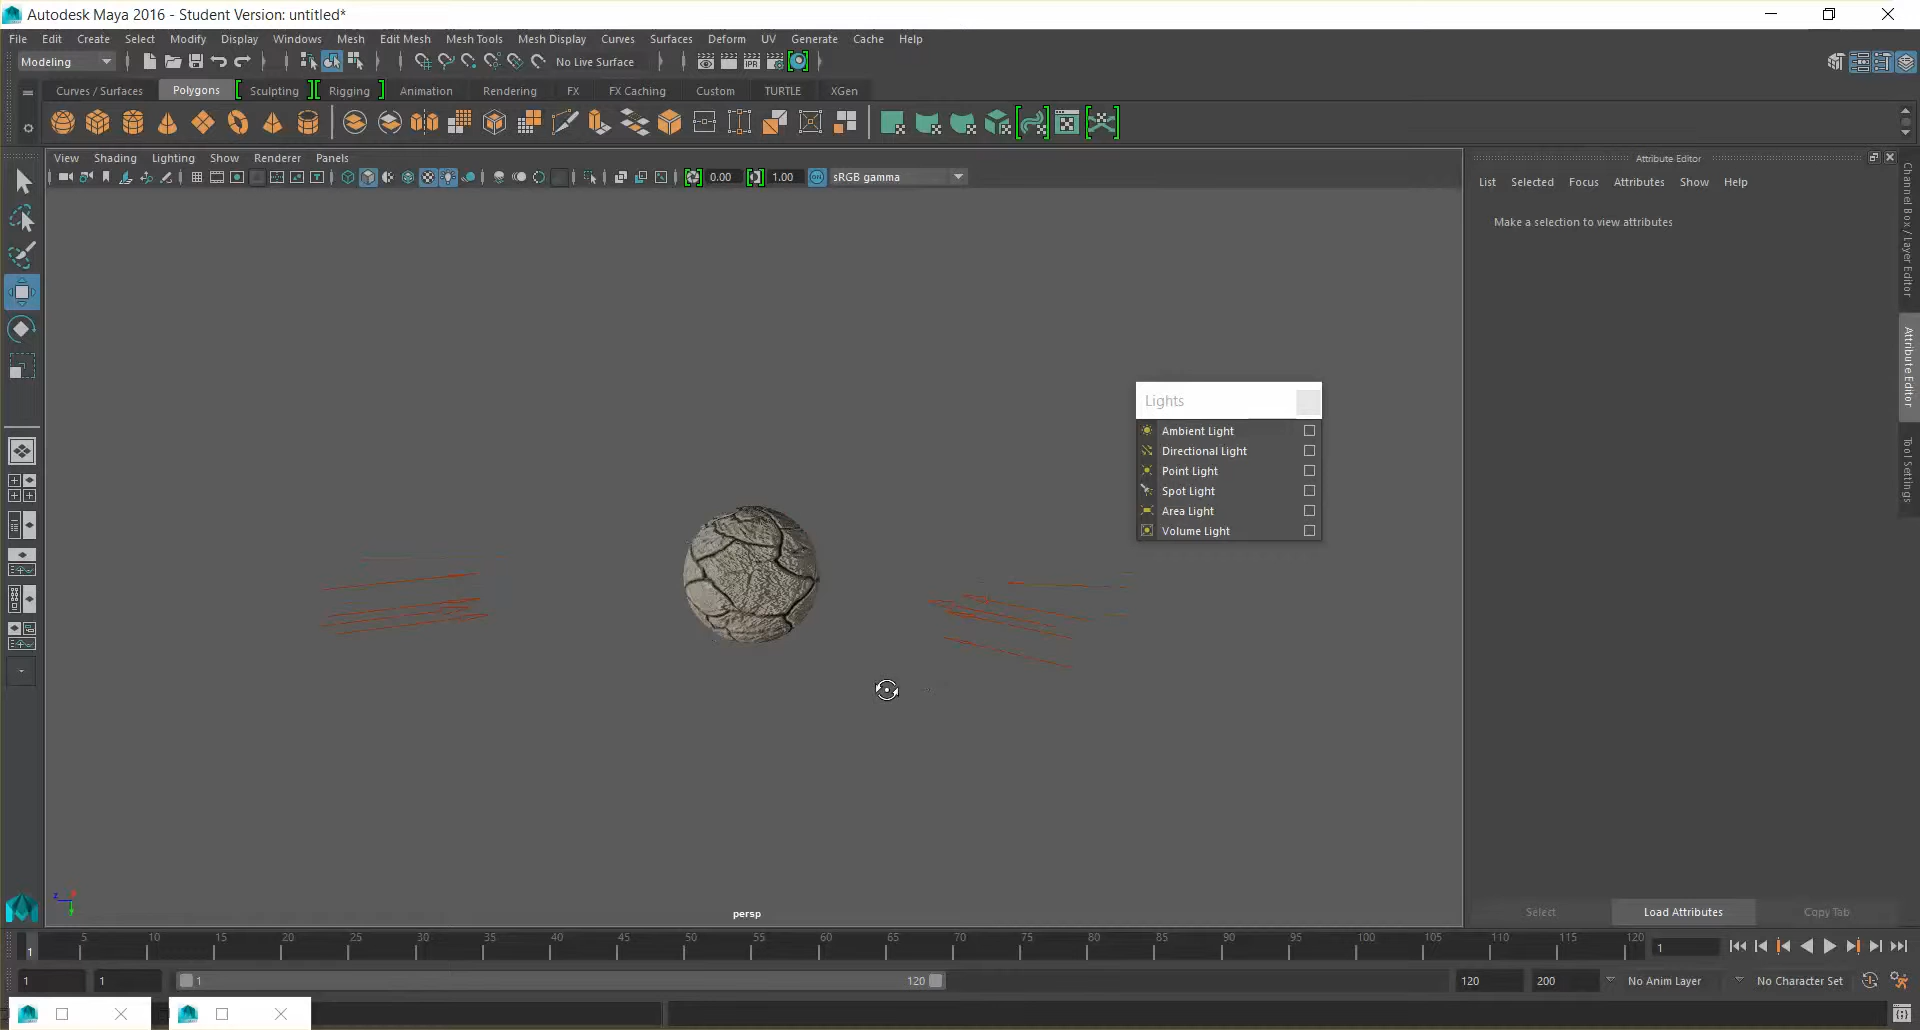 Autodesk Maya 2016 - Student Version: untitled*
File Edit Create Select Modify Display Windows Mesh Edit Mesh Mesh Tools Mesh Display Curves Surfaces Deform UV Generate Cache Help
Modeling No Live Surface
Curves / Surfaces Polygons Sculpting Rigging Animation Rendering FX FX Caching Custom TURTLE XGen
View Shading Lighting Show Renderer Panels
0.00 1.00 sRGB gamma
Attribute Editor
List Selected Focus Attributes Show Help
Make a selection to view attributes
Channel Box / Layer Editor
Attribute Editor
Tool Settings
Lights
Ambient Light
Directional Light
Point Light
Spot Light
Area Light
Volume Light
persp
Select Load Attributes Copy Tab
1 5 10 15 20 25 30 35 40 45 50 55 60 65 70 75 80 85 90 95 100 105 110 115 120 1
1 1 1 120 120 200 No Anim Layer No Character Set